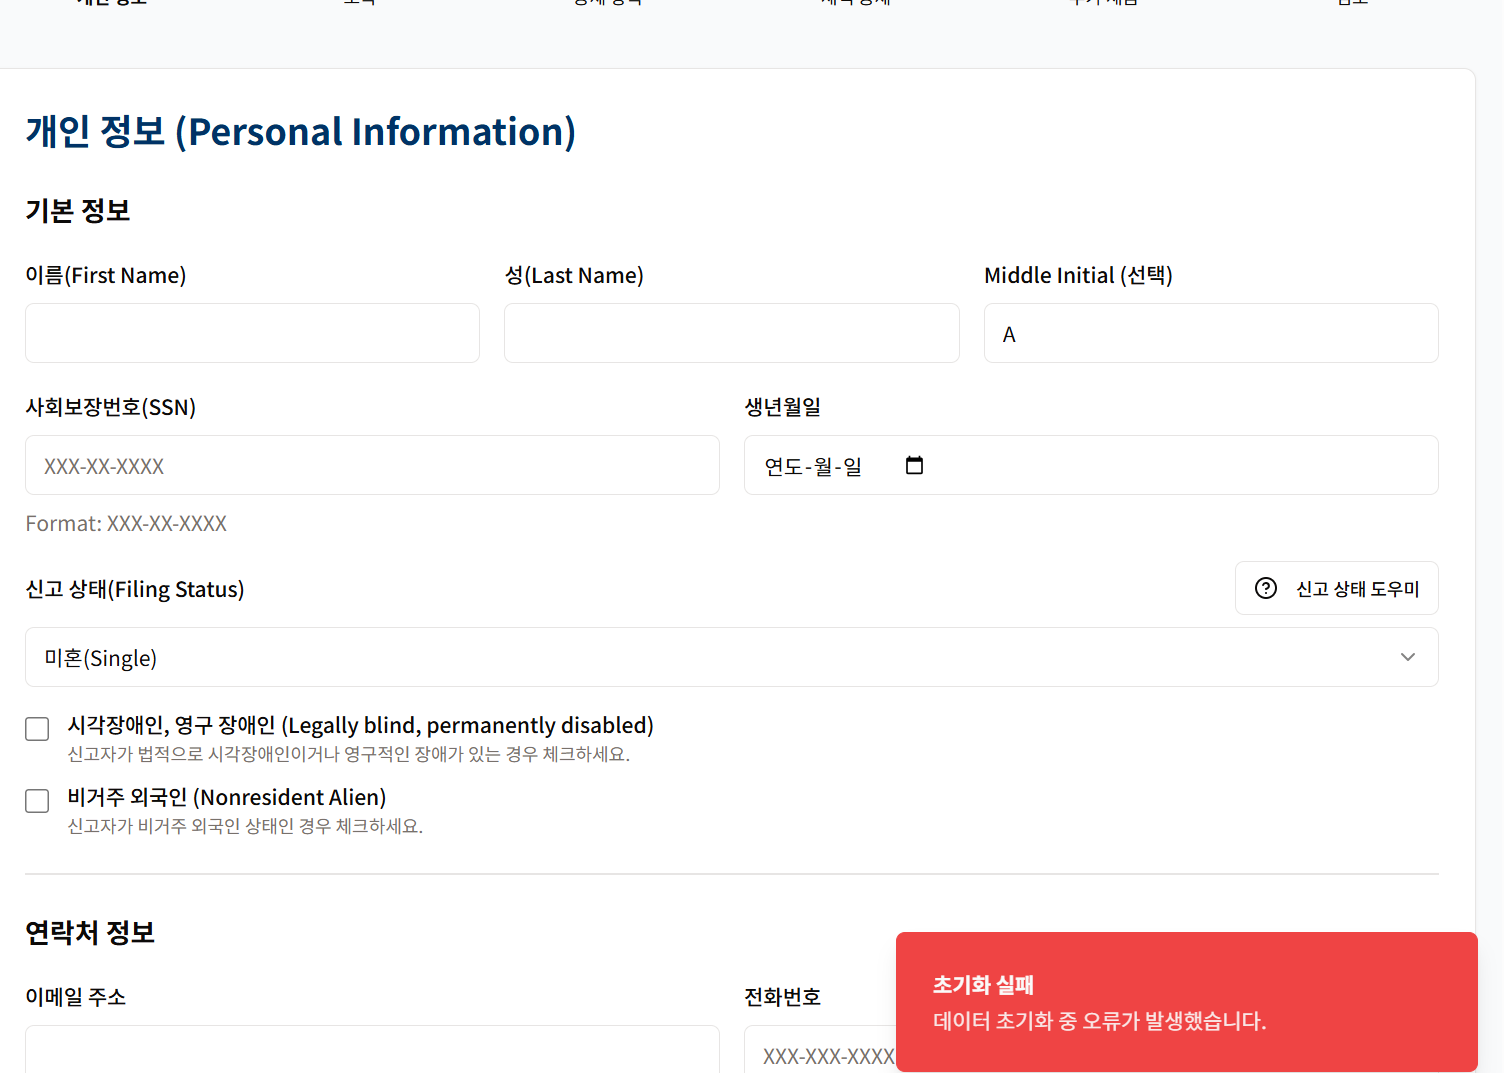 개인 정보 (Personal Information)
기본 정보
이름(First Name)
성(Last Name)
Middle Initial (선택)
A
사회보장번호(SSN)
생년월일
XXX-XX-XXXX
연도-월-일
Format: XXX-XX-XXXX
신고 상태(Filing Status)
신고 상태 도우미
미혼(Single)
시각장애인, 영구 장애인 (Legally blind, permanently disabled)
신고자가 법적으로 시각장애인이거나 영구적인 장애가 있는 경우 체크하세요.
비거주 외국인 (Nonresident Alien)
신고자가 비거주 외국인 상태인 경우 체크하세요.
연락처 정보
이메일 주소
전화번호
XXX-XXX-XXXX
초기화 실패
데이터 초기화 중 오류가 발생했습니다.